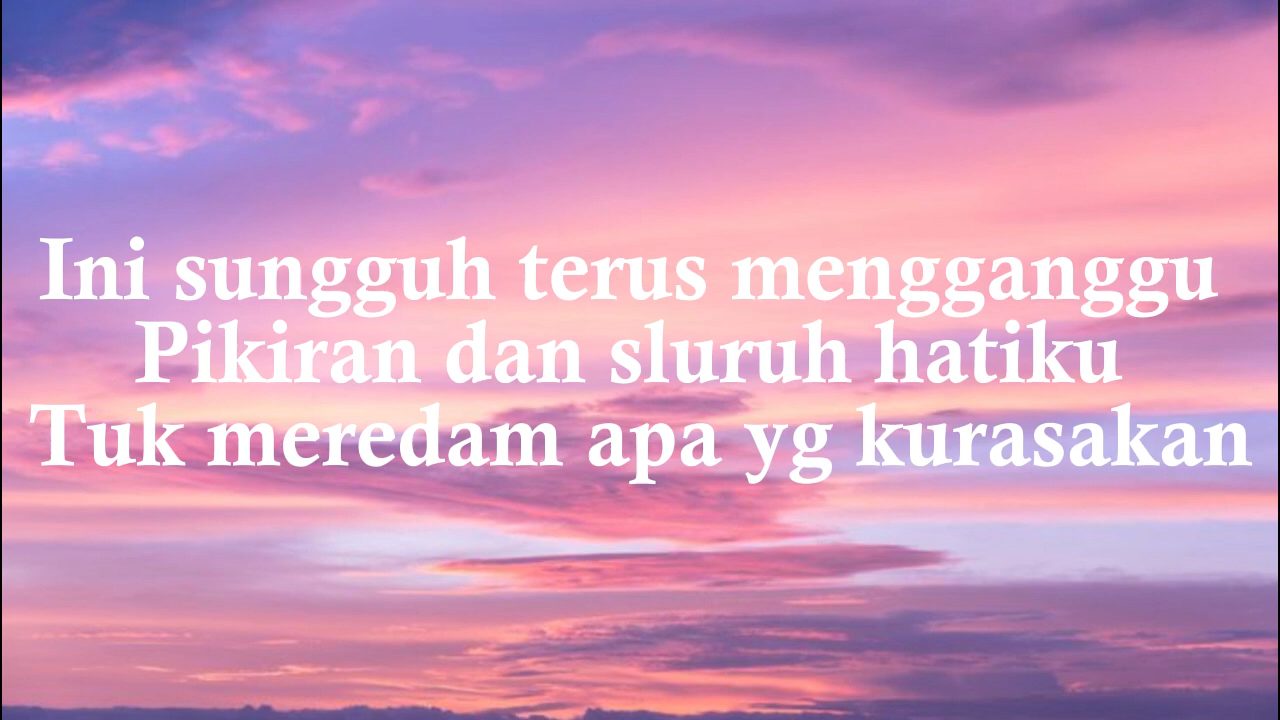 Ini sungguh terus mengganggu
Pikiran dan sluruh hatiku
Tuk meredam apa yg kurasakan